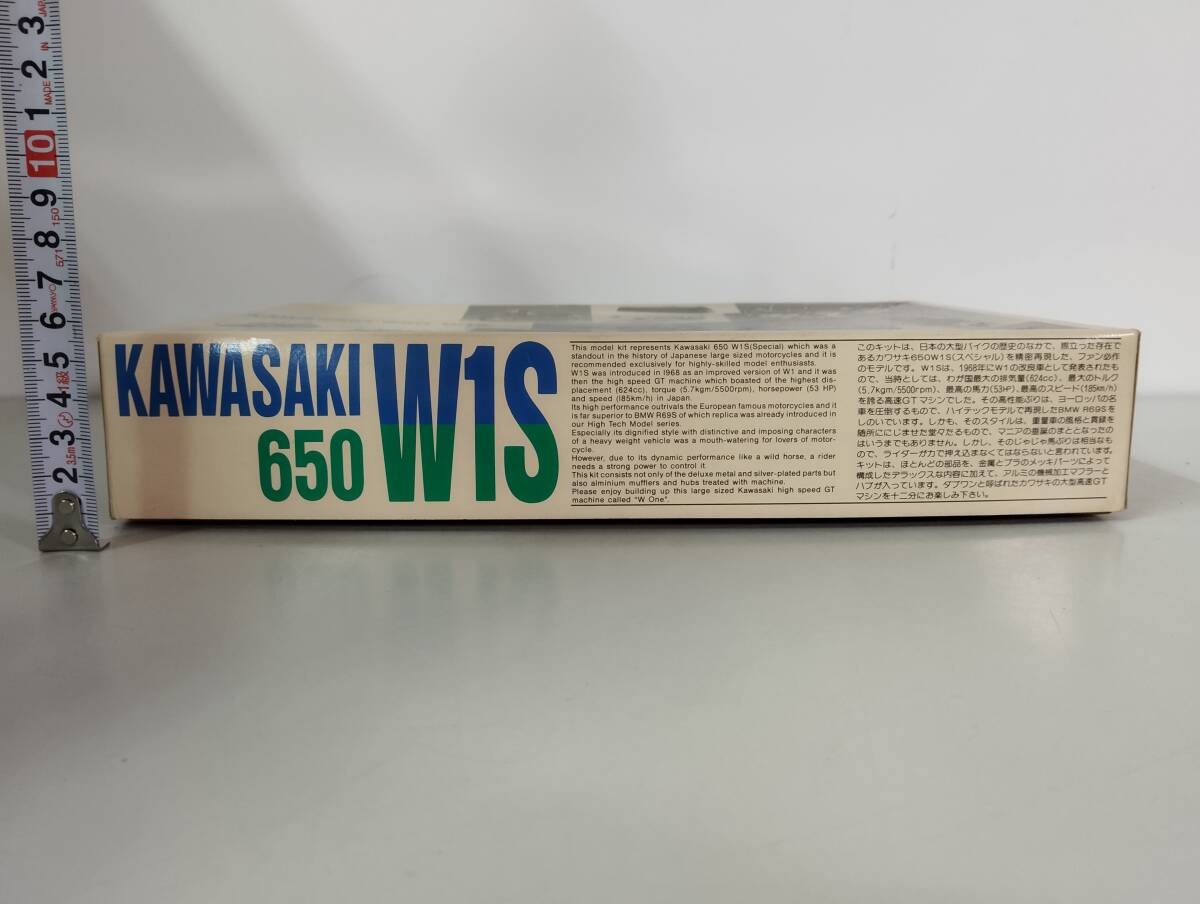 KAWASAKI
650
W1S
This model kit represents Kawasaki 650 W1S(Special) which was a
standout in the history of Japanese large sized motorcycles and it is
recommended exclusively for highly-skilled model enthusiasts.
W1S was introduced in 1968 as an improved version of W1 and it was
then the high speed GT machine which boasted of the highest dis-
placement (624cc), torque (5.7kgm/5500rpm), horsepower (53 HP)
and speed (185km/h) in Japan.
Its high performance outrivals the European famous motorcycles and it
is far superior to BMW R69S of which replica was already introduced in
our High Tech Model series.
Especially its dignified style with distinctive and imposing characters
of a heavy weight vehicle was a mouth-watering for lovers of motor-
cycle.
However, due to its dynamic performance like a wild horse, a rider
needs a strong power to control it
This kit consists not only of the deluxe metal and silver-plated parts but
also alminium mufflers and hubs treated with machine.
Please enjoy building up this large sized Kawasaki high speed GT
machine called "W One".
このキットは、日本の大型バイクの歴史のなかで、際立った存在で
あるカワサキ650W1S(スペシャル)を精密再現した、ファン必作
のモデルです。W1Sは、1968年にW1の改良車として発表されたも
ので、当時としては、わが国最大の排気量(624cc)、最大のトルク
(5.7kgm/5500rpm)、最高の馬力(53HP)、最高のスピード(185km/h)
を誇る高速GTマシンでした。その高性能ぶりは、ヨーロッパの名
車を圧倒するもので、ハイテックモデルで再現したBMW R69Sを
しのいでいます。しかも、そのスタイルは、重量車の風格と貫録を
随所ににじませた堂々たるもので、マニアの垂涎のまととなったの
はいうまでもありません。しかし、そのじゃじゃ馬ぶりは相当なも
ので、ライダーが力で押え込まなくてはならないと言われています。
キットは、ほとんどの部品を、金属とプラのメッキパーツによって
構成したデラックスな内容に加えて、アルミの機械加工マフラーと
ハブが入っています。ダブワンと呼ばれたカワサキの大型高速GT
マシンを十二分にお楽しみ下さい。
JAP
3
2
IN
MADE
1
10
9
150
8
571
7
6
5
1級
4
3
3.5m
2